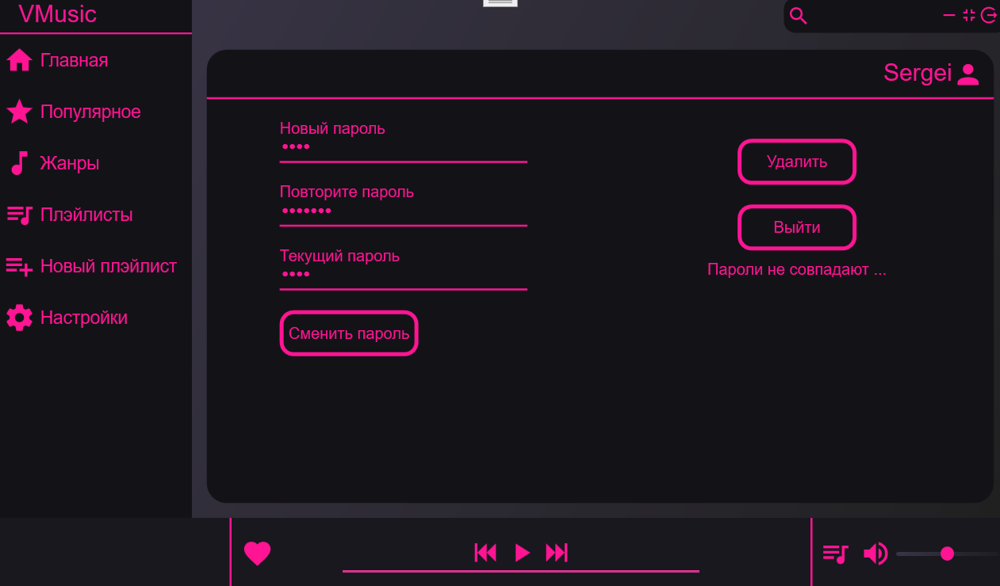 VMusic
Главная
Популярное
Жанры
Плэйлисты
Новый плэйлист
Настройки
Sergei
Новый пароль
••••
Повторите пароль
•••••••
Текущий пароль
••••
Сменить пароль
Удалить
Выйти
Пароли не совпадают ...